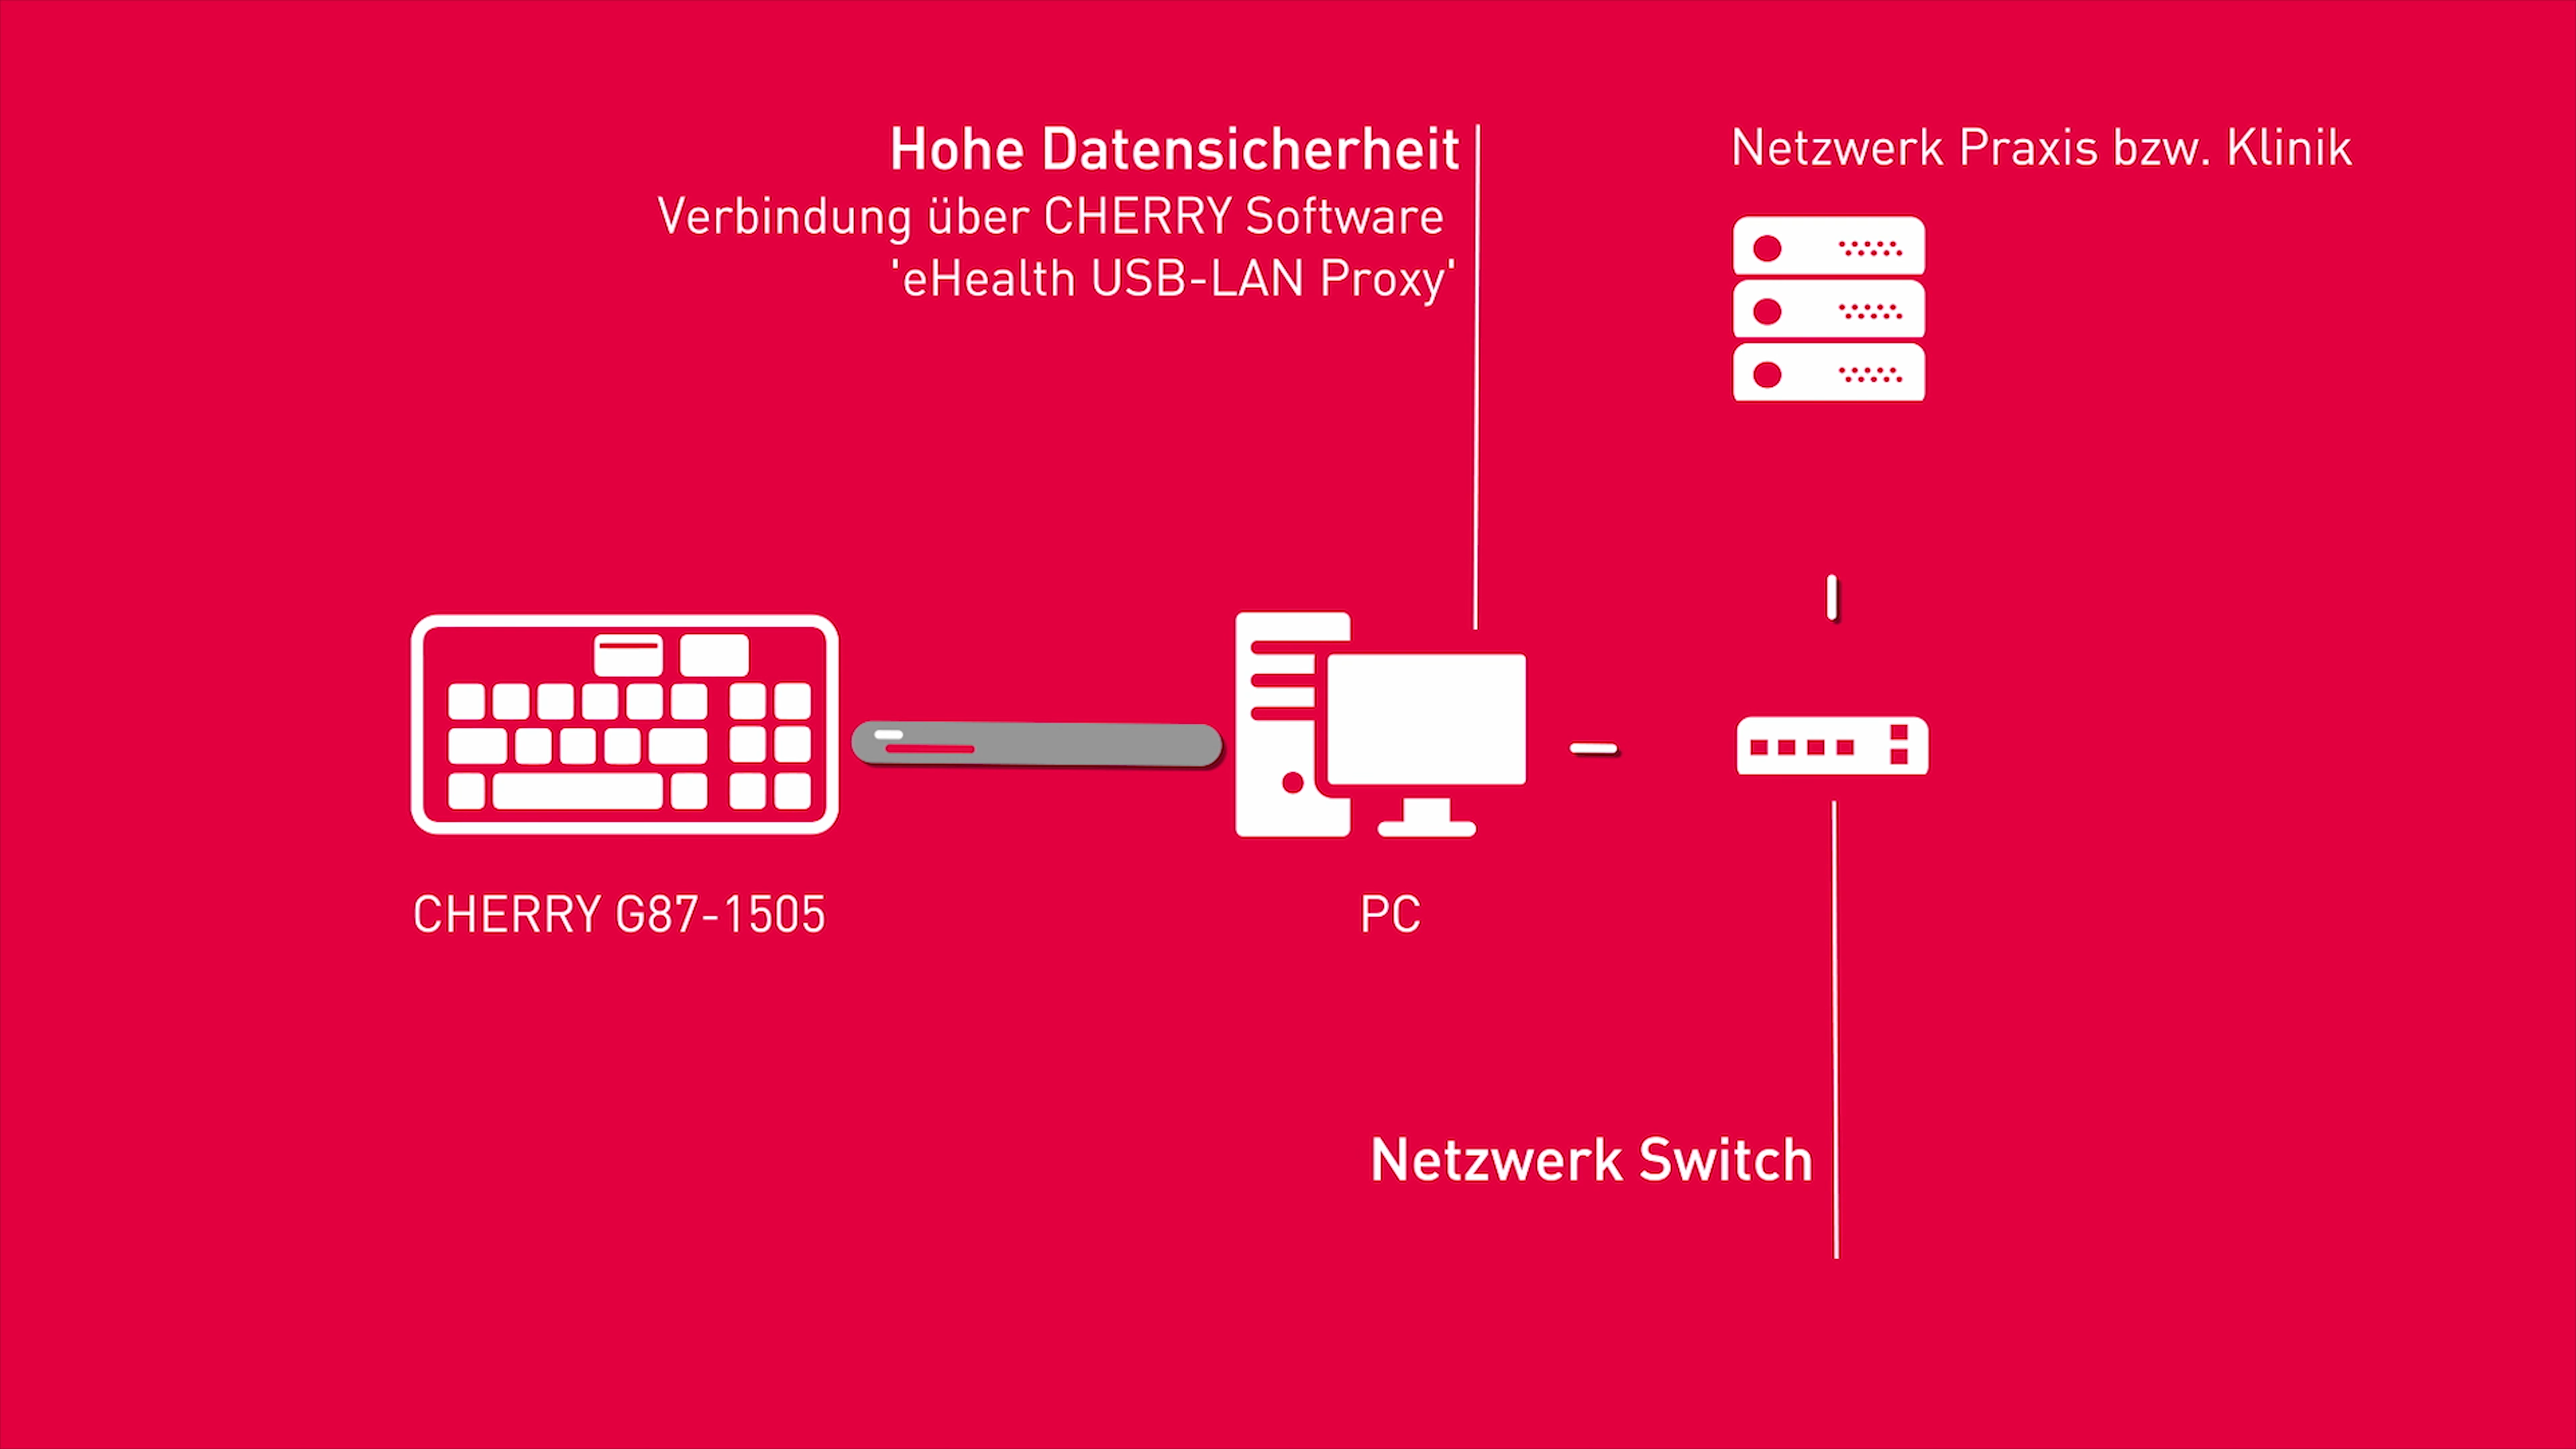 Hohe Datensicherheit
Verbindung über CHERRY Software
'eHealth USB-LAN Proxy'
Netzwerk Praxis bzw. Klinik
CHERRY G87-1505
PC
Netzwerk Switch